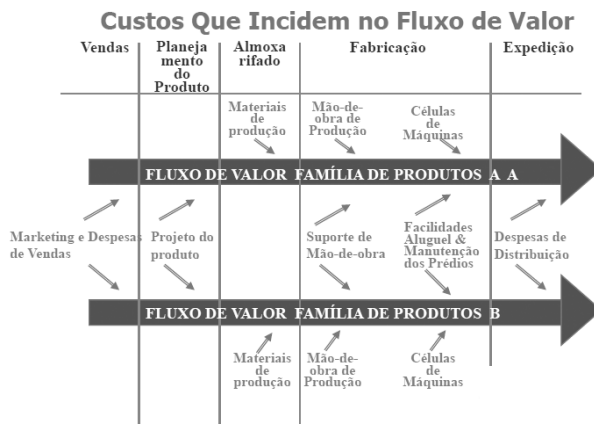 Custos Que Incidem no Fluxo de Valor
Vendas
Planeja
mento
do
Produto
Almoxa
rifado
Fabricação
Expedição
Materiais
de
produção
Mão-de-
obra de
Produção
Células
de
Máquinas
FLUXO DE VALOR FAMÍLIA DE PRODUTOS A A
Marketing e Despesas
de Vendas
Projeto do
produto
Suporte de
Mão-de-obra
Facilidades
Aluguel &
Manutenção
dos Prédios
Despesas de
Distribuição
FLUXO DE VALOR FAMÍLIA DE PRODUTOS B
Materiais
de
produção
Mão-de-
obra de
Produção
Células
de
Máquinas